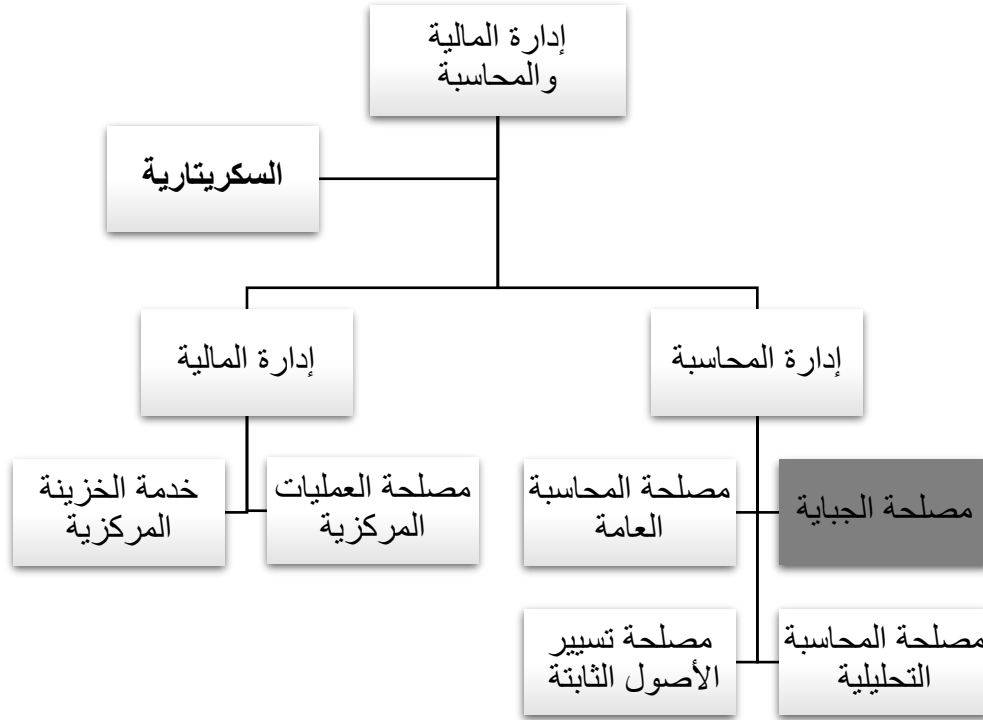 إدارة المالية
والمحاسبة
السكريتارية
إدارة المحاسبة
إدارة المالية
مصلحة الجباية
مصلحة المحاسبة
العامة
مصلحة العمليات
المركزية
خدمة الخزينة
المركزية
مصلحة المحاسبة
التحليلية
مصلحة تسيير
الأصول الثابتة